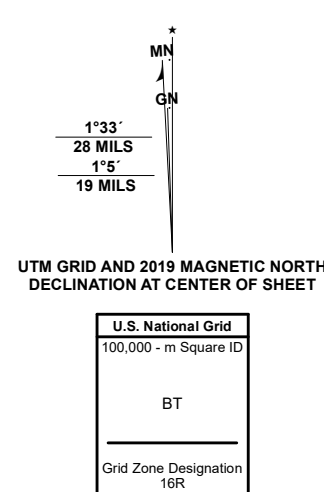 ★
MN
GN
1°33´
28 MILS
1°5´
19 MILS
UTM GRID AND 2019 MAGNETIC NORTH
DECLINATION AT CENTER OF SHEET
U.S. National Grid
100,000 - m Square ID
BT
Grid Zone Designation
16R